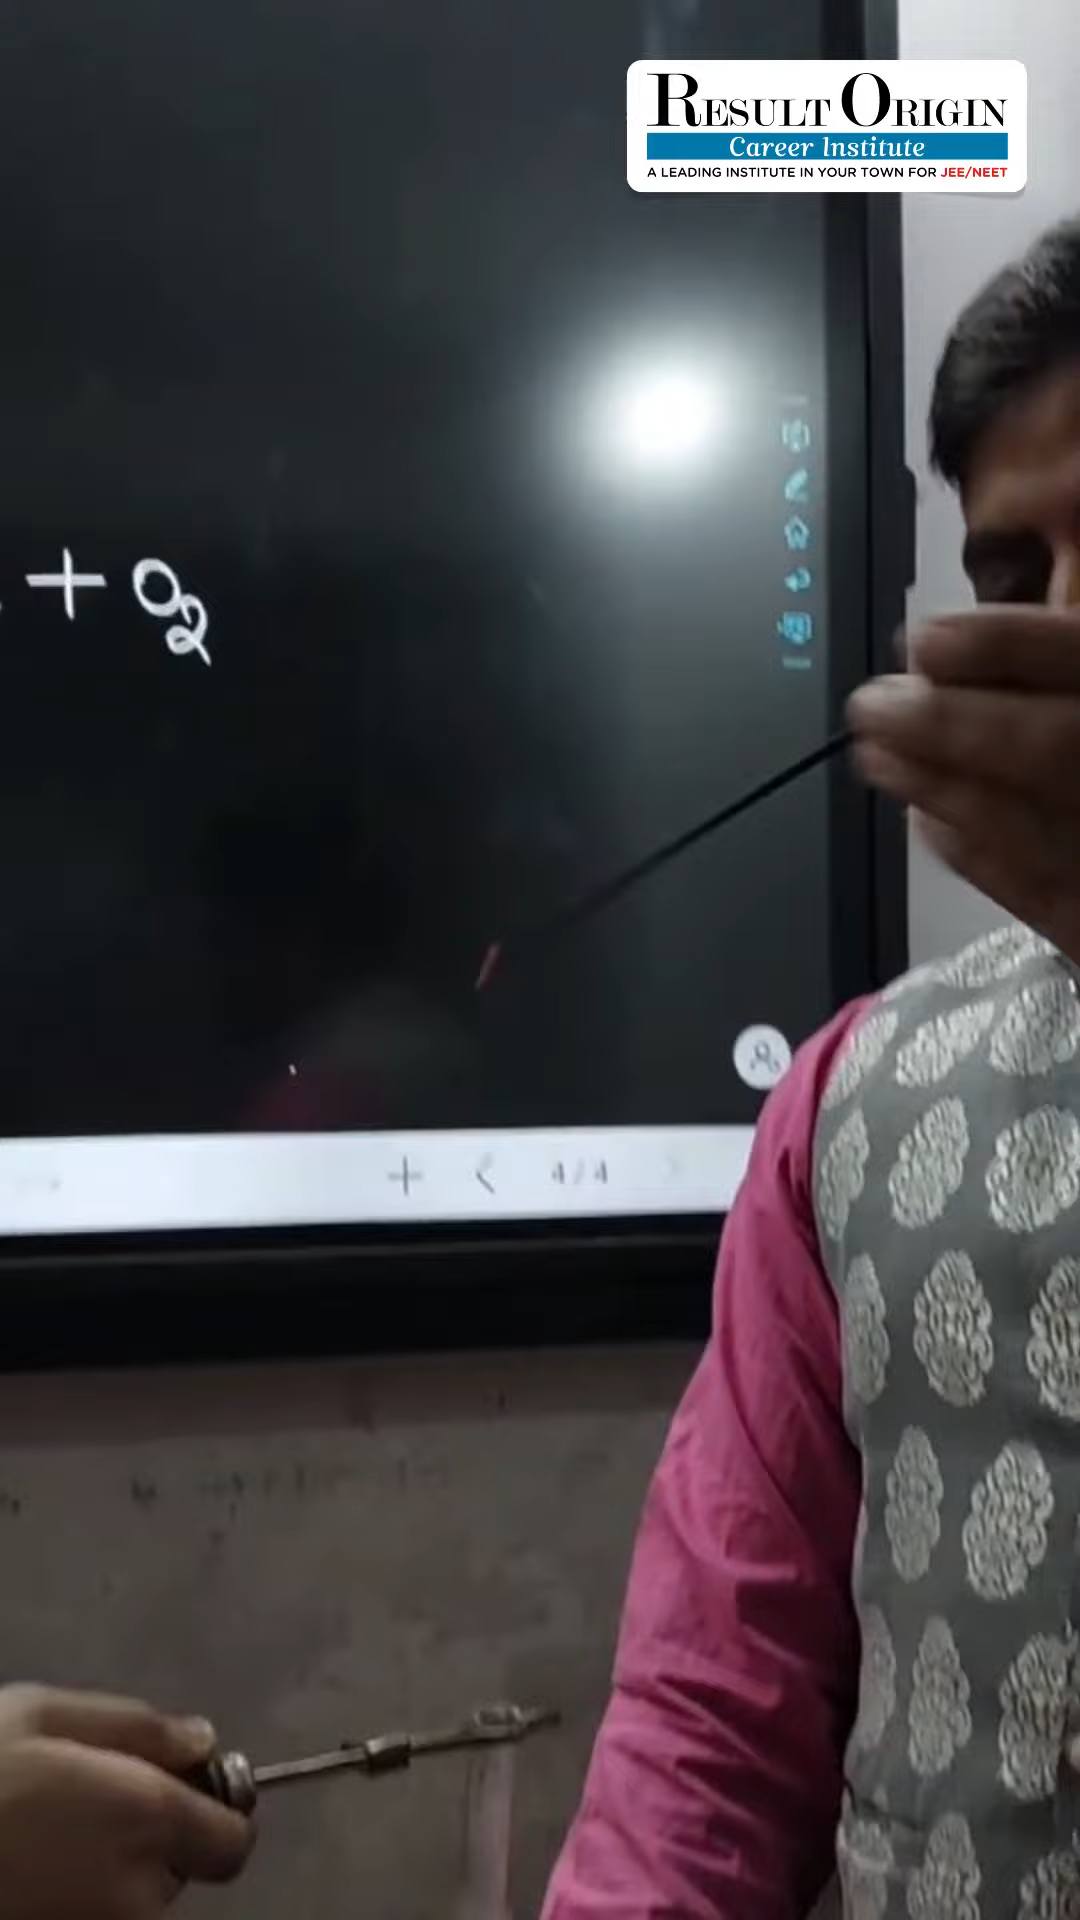 RESULT ORIGIN
Career Institute
A LEADING INSTITUTE IN YOUR TOWN FOR JEE/NEET
+ O2
+ < 4/4